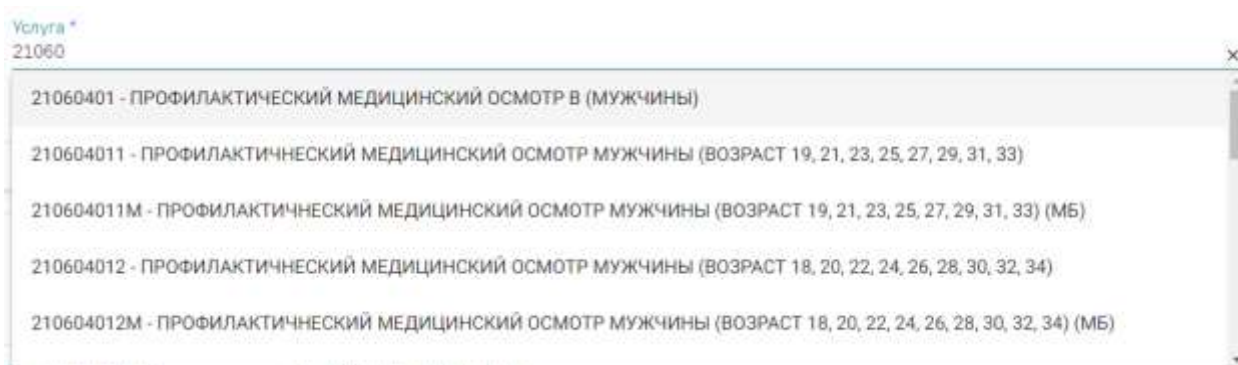 Услуга *
21060
21060401 - ПРОФИЛАКТИЧЕСКИЙ МЕДИЦИНСКИЙ ОСМОТР В (МУЖЧИНЫ)
210604011 - ПРОФИЛАКТИЧНЕСКИЙ МЕДИЦИНСКИЙ ОСМОТР МУЖЧИНЫ (ВОЗРАСТ 19, 21, 23, 25, 27, 29, 31, 33)
210604011М - ПРОФИЛАКТИЧНЕСКИЙ МЕДИЦИНСКИЙ ОСМОТР МУЖЧИНЫ (ВОЗРАСТ 19, 21, 23, 25, 27, 29, 31, 33) (МБ)
210604012 - ПРОФИЛАКТИЧНЕСКИЙ МЕДИЦИНСКИЙ ОСМОТР МУЖЧИНЫ (ВОЗРАСТ 18, 20, 22, 24, 26, 28, 30, 32, 34)
210604012М - ПРОФИЛАКТИЧНЕСКИЙ МЕДИЦИНСКИЙ ОСМОТР МУЖЧИНЫ (ВОЗРАСТ 18, 20, 22, 24, 26, 28, 30, 32, 34) (МБ)